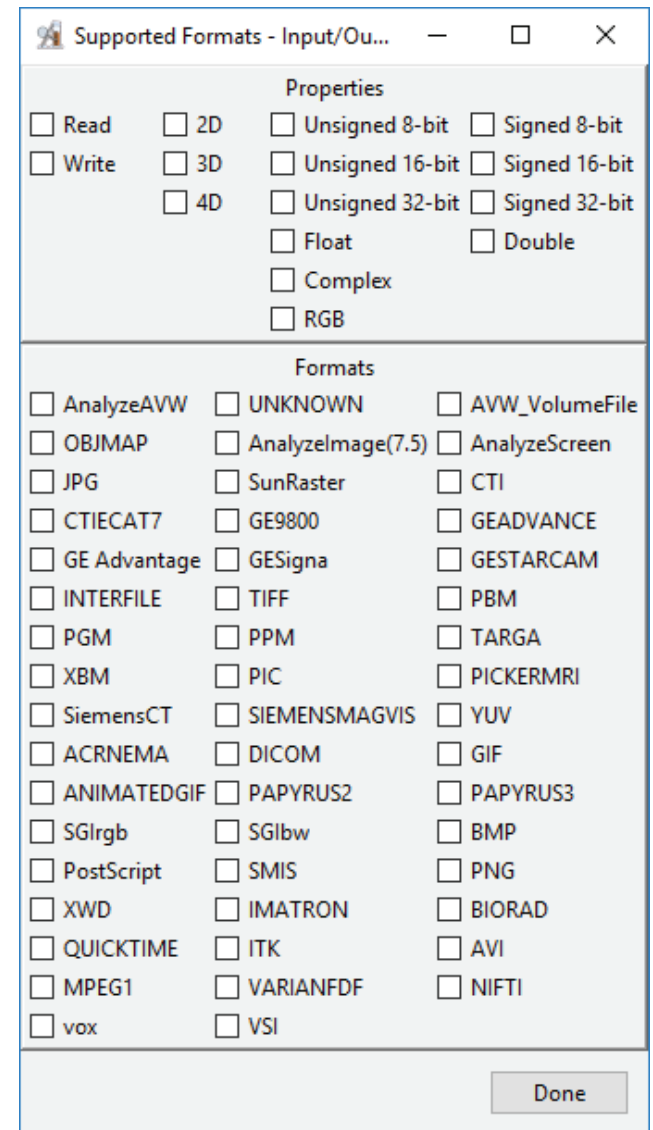 Supported Formats - Input/Ou...
Properties
Read 2D Unsigned 8-bit Signed 8-bit
Write 3D Unsigned 16-bit Signed 16-bit
4D Unsigned 32-bit Signed 32-bit
Float Double
Complex
RGB
Formats
AnalyzeAVW UNKNOWN AVW_VolumeFile
OBJMAP AnalyzeImage(7.5) AnalyzeScreen
JPG SunRaster CTI
CTIECAT7 GE9800 GEADVANCE
GE Advantage GESigna GESTARCAM
INTERFILE TIFF PBM
PGM PPM TARGA
XBM PIC PICKERMRI
SiemensCT SIEMENSMAGVIS YUV
ACRNEMA DICOM GIF
ANIMATEDGIF PAPYRUS2 PAPYRUS3
SGIrgb SGIbw BMP
PostScript SMIS PNG
XWD IMATRON BIORAD
QUICKTIME ITK AVI
MPEG1 VARIANFDF NIFTI
vox VSI
Done